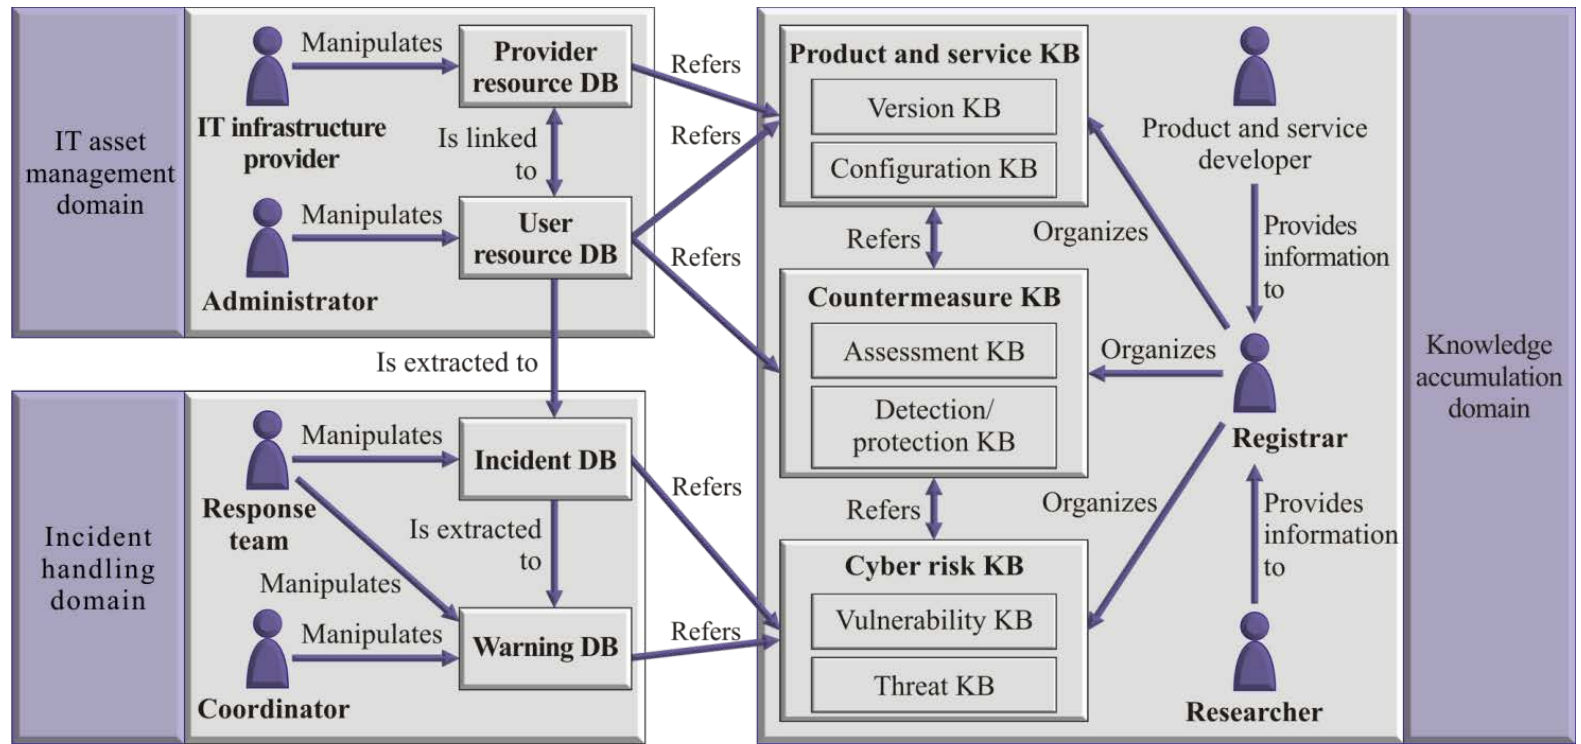 IT asset
management
domain
Manipulates
IT infrastructure
provider
Provider
resource DB
Is linked
to
Manipulates
Administrator
User
resource DB
Refers
Refers
Refers
Is extracted to
Incident
handling
domain
Manipulates
Response
team
Incident DB
Is extracted
to
Manipulates
Manipulates
Coordinator
Warning DB
Refers
Refers
Product and service KB
Version KB
Configuration KB
Refers
Countermeasure KB
Assessment KB
Detection/
protection KB
Refers
Cyber risk KB
Vulnerability KB
Threat KB
Product and service
developer
Organizes
Provides
information
to
Organizes
Registrar
Organizes
Provides
information
to
Researcher
Knowledge
accumulation
domain